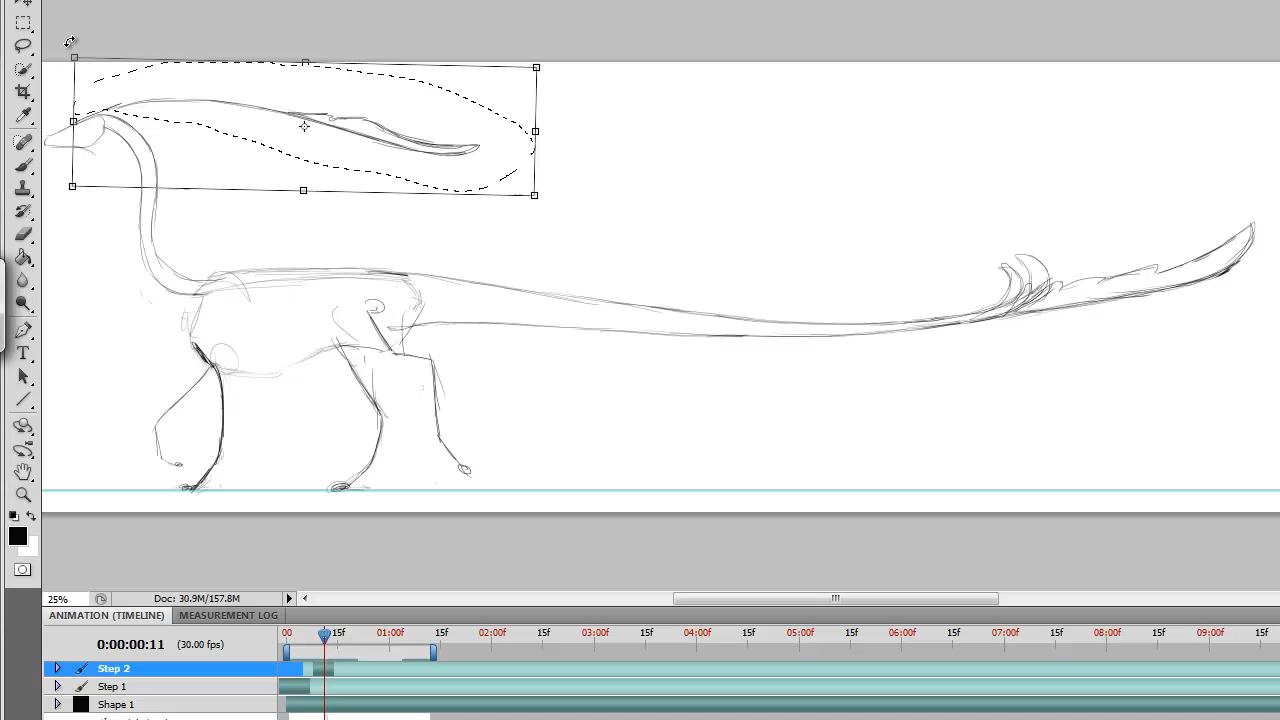 T
25%
Doc: 30.9M/157.8M
ANIMATION (TIMELINE)
MEASUREMENT LOG
0:00:00:11
(30.00 fps)
00 15f 01:00f 15f 02:00f 15f 03:00f 15f 04:00f 15f 05:00f 15f 06:00f 15f 07:00f 15f 08:00f 15f 09:00f 15f
Step 2
Step 1
Shape 1